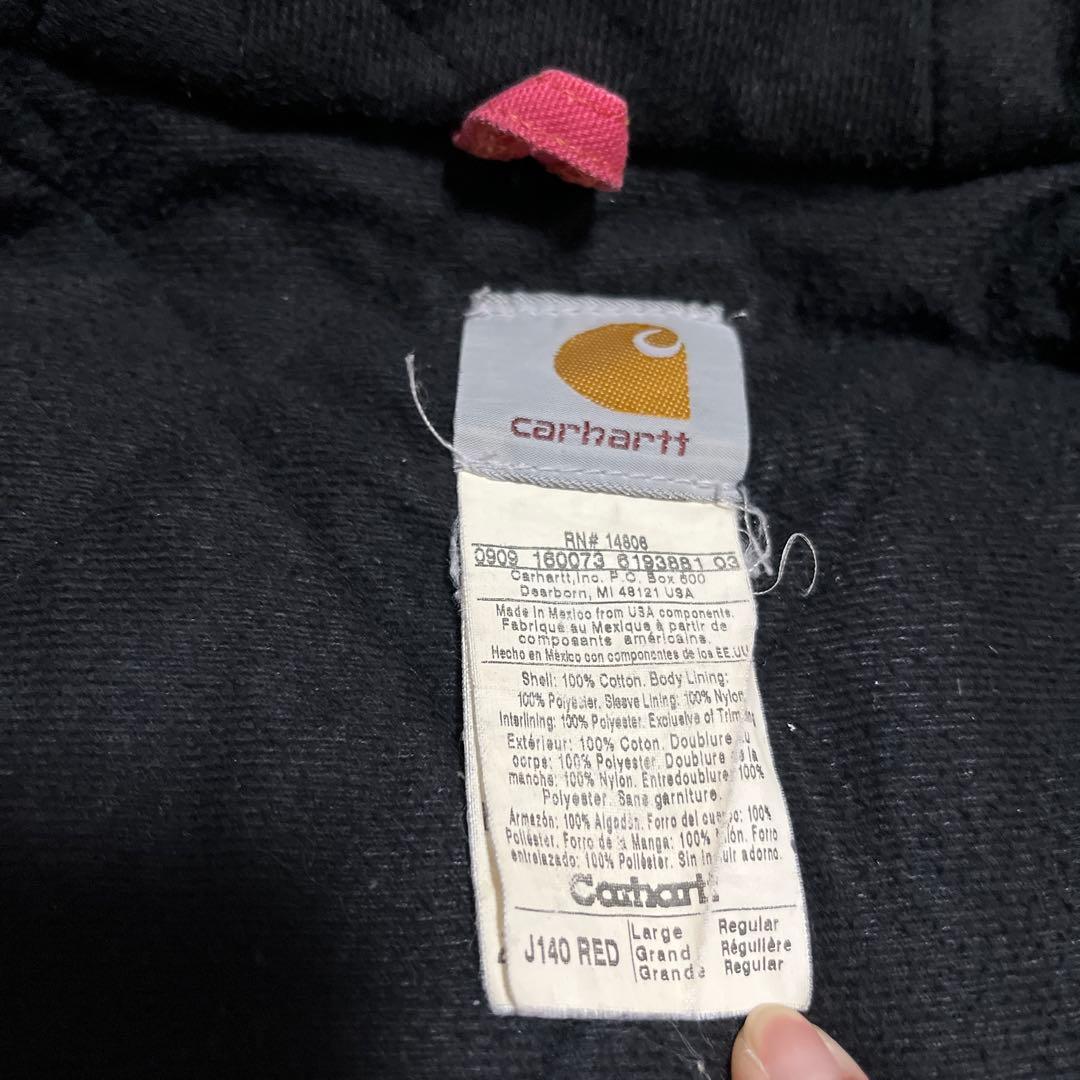 carhartt
RN# 14806
0909 160073 6193881 03
Carhartt, Inc. P.O. Box 600
Dearborn, MI 48121 USA
Made in Mexico from USA components.
Fabriqué au Mexique à partir de
composants américains.
Hecho en México con componentes de los EE.UU
Shell: 100% Cotton. Body Lining:
100% Polyester. Sleeve Lining: 100% Nylon.
Interlining: 100% Polyester. Exclusive of
Extérieur: 100% Coton. Doublure
corps: 100% Polyester. Doublure de la
manche: 100% Nylon. Entredoublure: 100%
Polyester. Sans garniture.
Armazón: 100% Algodón. Forro del cuerpo: 100%
Poliéster. Forro de la Manga: 100% Forro
entrelazado: 100% Poliéster. Sin adorno.
Carhartt
J140 RED
Large Regular
Grand Régulière
Grande Regular